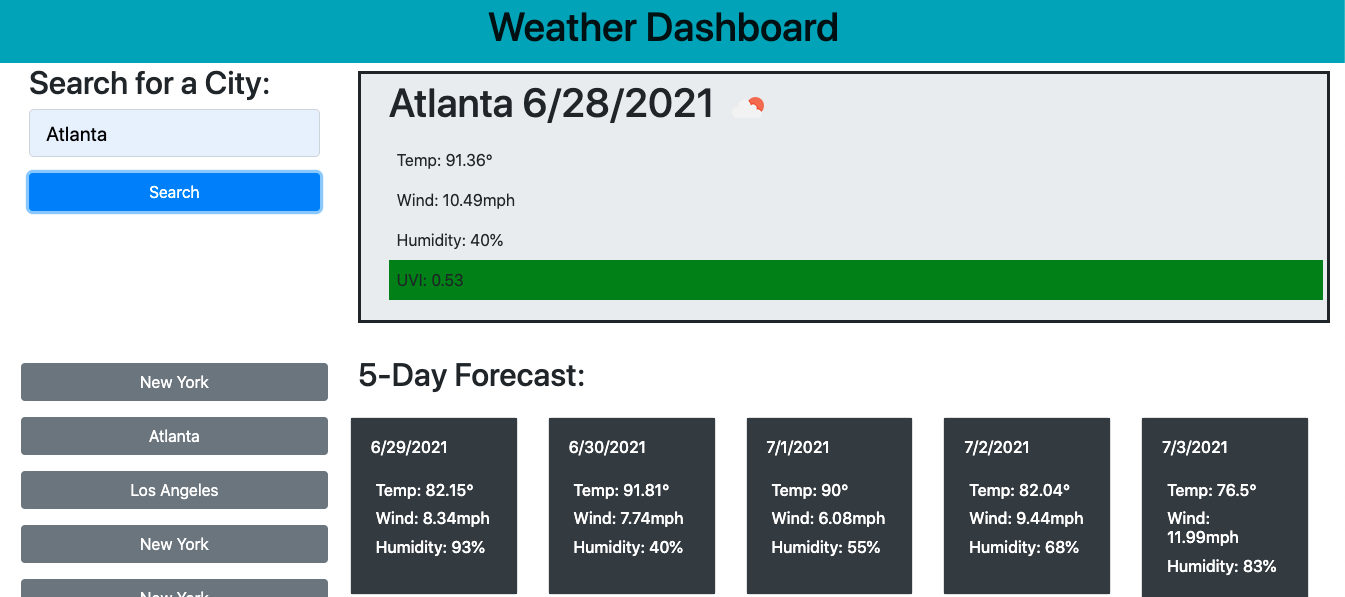 Weather Dashboard
Search for a City:
Atlanta
Search
New York
Atlanta
Los Angeles
New York
New York
Atlanta 6/28/2021
Temp: 91.36°
Wind: 10.49mph
Humidity: 40%
UVI: 0.53
5-Day Forecast:
6/29/2021
Temp: 82.15°
Wind: 8.34mph
Humidity: 93%
6/30/2021
Temp: 91.81°
Wind: 7.74mph
Humidity: 40%
7/1/2021
Temp: 90°
Wind: 6.08mph
Humidity: 55%
7/2/2021
Temp: 82.04°
Wind: 9.44mph
Humidity: 68%
7/3/2021
Temp: 76.5°
Wind:
11.99mph
Humidity: 83%